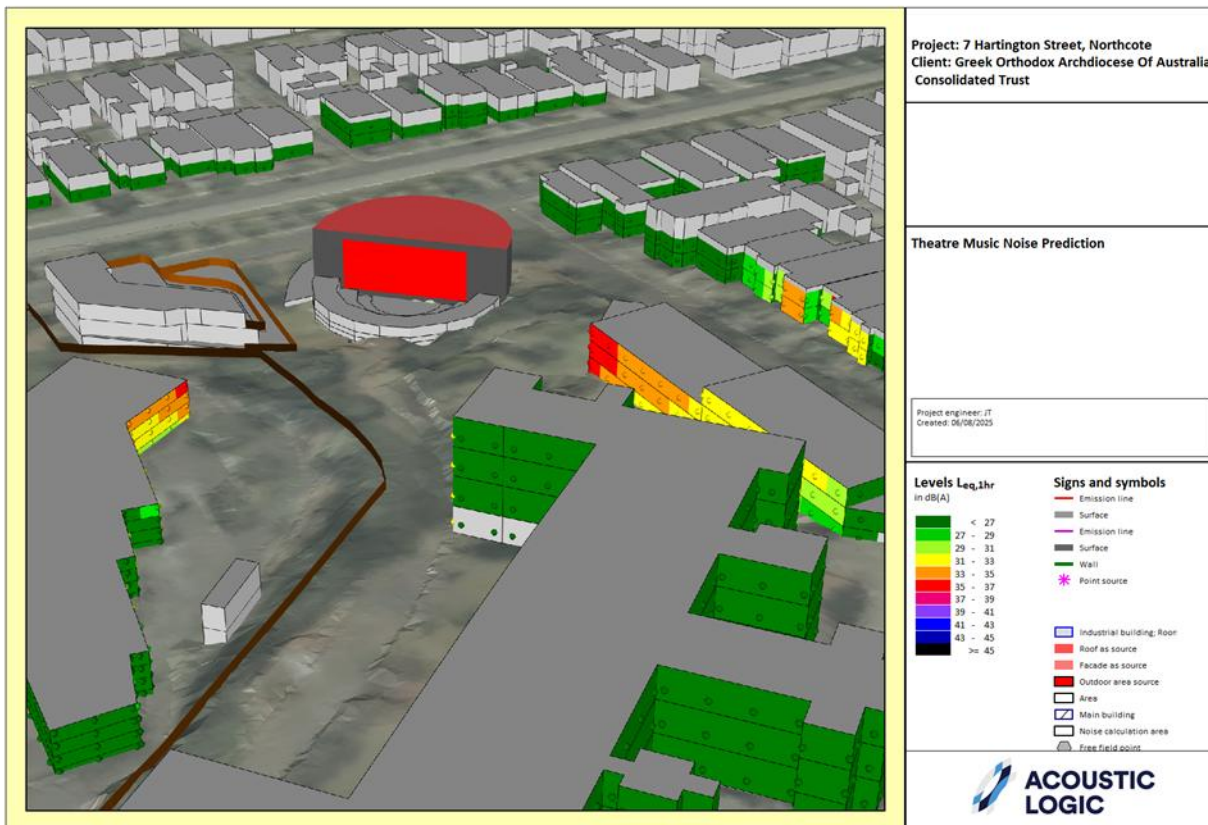 Project: 7 Hartington Street, Northcote
Client: Greek Orthodox Archdiocese Of Australia
Consolidated Trust
Theatre Music Noise Prediction
Project engineer: JT
Created: 06/08/2025
Levels Leq,1hr
in dB(A)
< 27
27 - 29
29 - 31
31 - 33
33 - 35
35 - 37
37 - 39
39 - 41
41 - 43
43 - 45
>= 45
Signs and symbols
Emission line
Surface
Emission line
Surface
Wall
Point source
Industrial building; Roor
Roof as source
Facade as source
Outdoor area source
Area
Main building
Noise calculation area
Free field point
ACOUSTIC
LOGIC